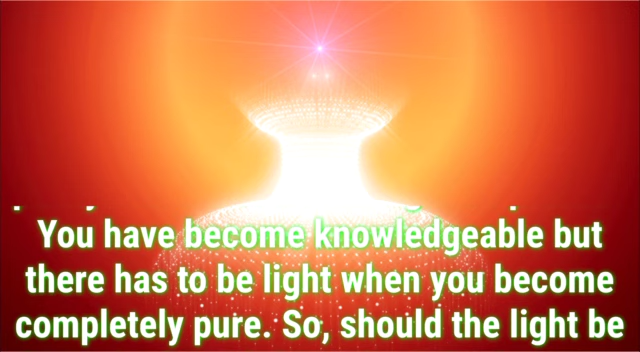 You have become knowledgeable but
there has to be light when you become
completely pure. So, should the light be